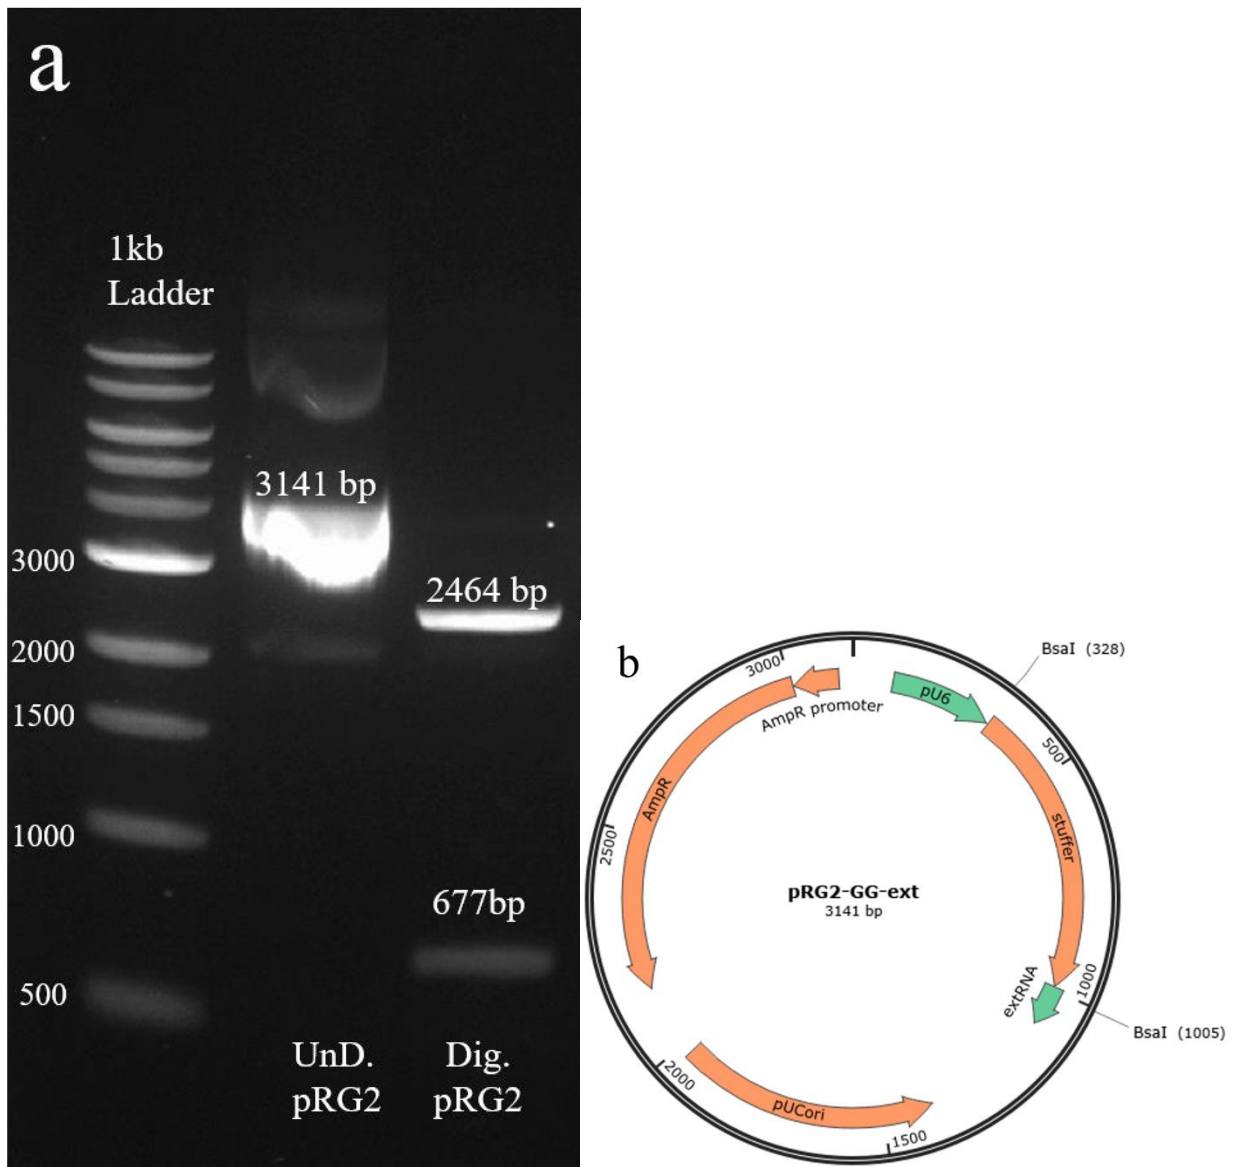 a
1kb
Ladder
3141 bp
3000
2464 bp
2000
1500
1000
677bp
500
UnD.
pRG2
Dig.
pRG2
b
BsaI (328)
3000
pU6
AmpR promoter
500
AmpR
stuffer
2500
pRG2-GG-ext
3141 bp
extRNA
1000
BsaI (1005)
2000
pUCori
1500